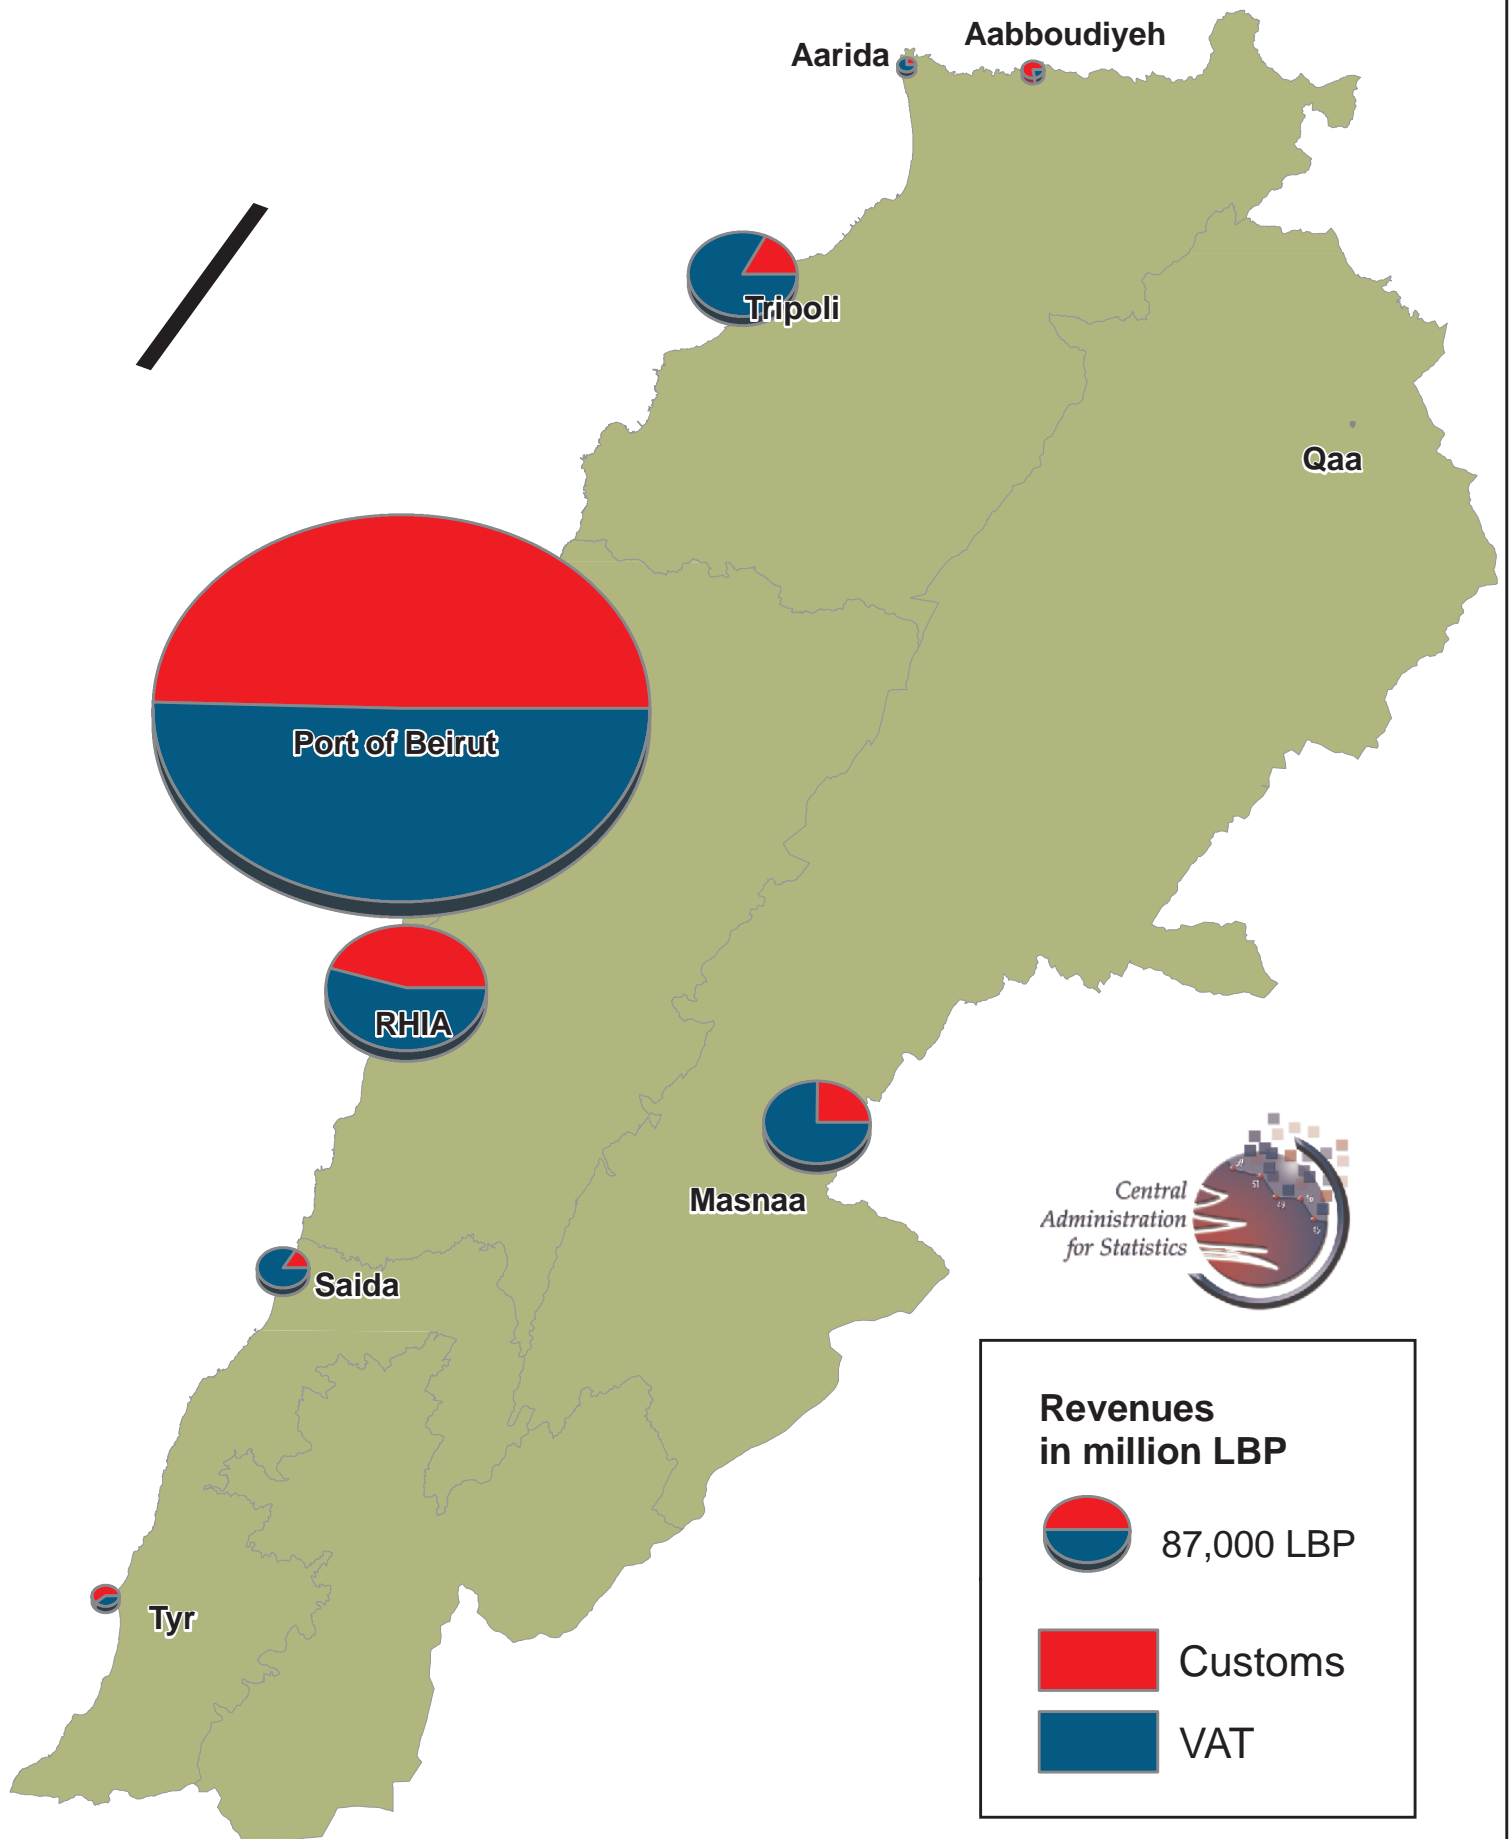 Aabboudiyeh
Aarida
Tripoli
Qaa
Port of Beirut
RHIA
Masnaa
Central
Administration
for Statistics
Saida
Revenues
in million LBP
87,000 LBP
Tyr
Customs
VAT